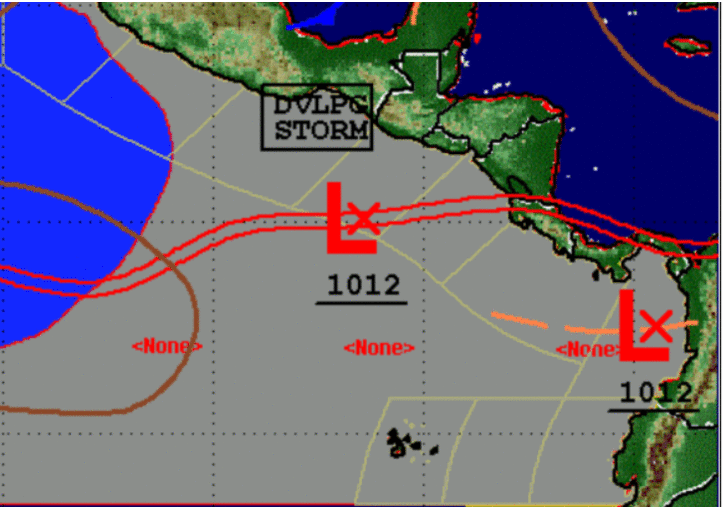 DVLPG
STORM
L
1012
<None>
<None>
<None>
L
1012